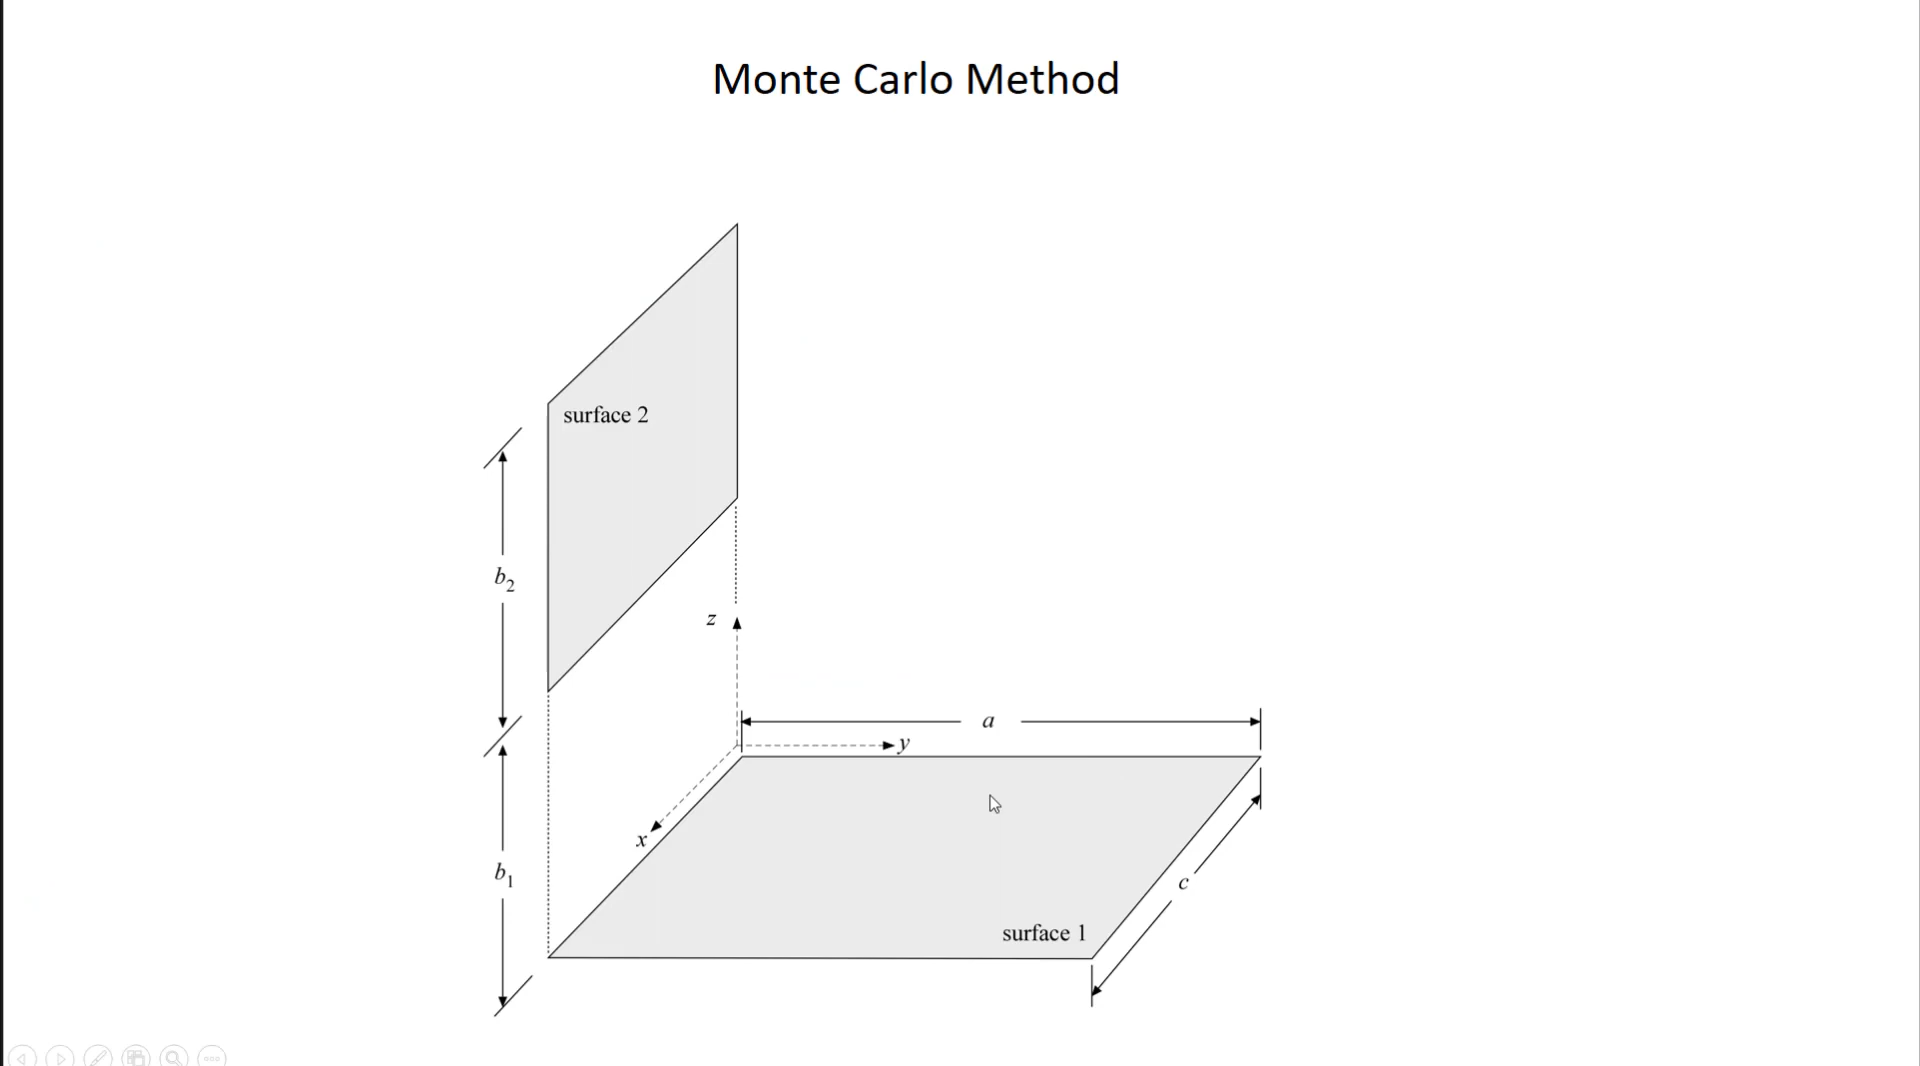 Monte Carlo Method
surface 2
b2
z
a
y
x
b1
c
surface 1